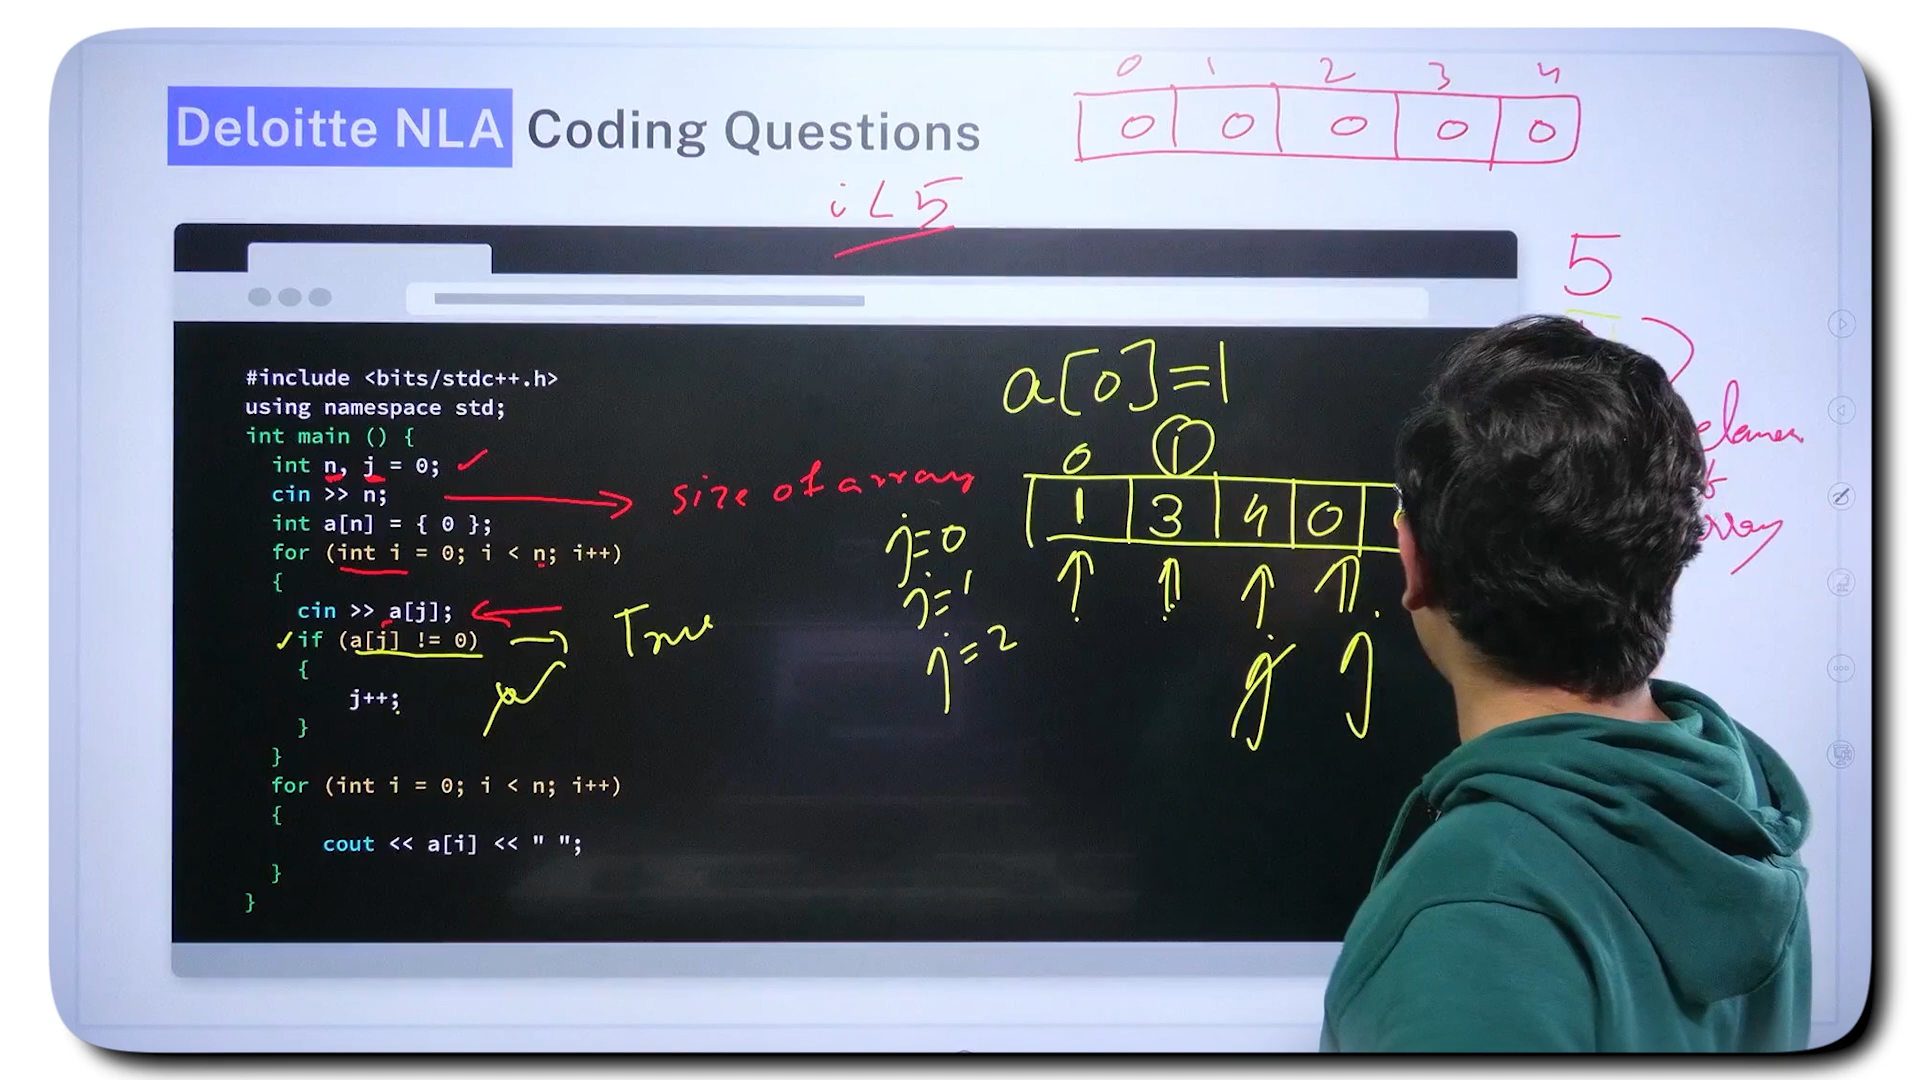 0 1 2 3 4
Deloitte NLA Coding Questions
0 0 0 0 0
i < 5
5
#include <bits/stdc++.h>
using namespace std;
int main () {
int n, j = 0;
cin >> n;
int a[n] = { 0 };
for (int i = 0; i < n; i++)
{
cin >> a[j];
if (a[j] != 0)
{
j++;
}
}
for (int i = 0; i < n; i++)
{
cout << a[i] << " ";
}
}
size of array
True
a[0]=1
0 1
1 3 4 0
j=0
j=1
j=2
j j